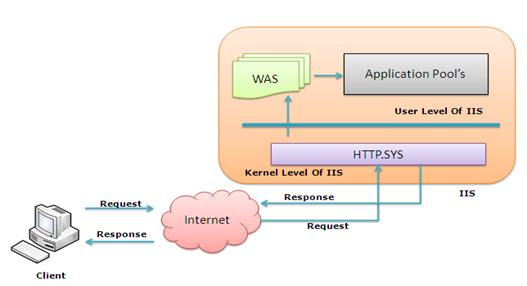 WAS
Application Pool's
User Level Of IIS
HTTP.SYS
Kernel Level Of IIS
IIS
Response
Request
Internet
Request
Response
Client